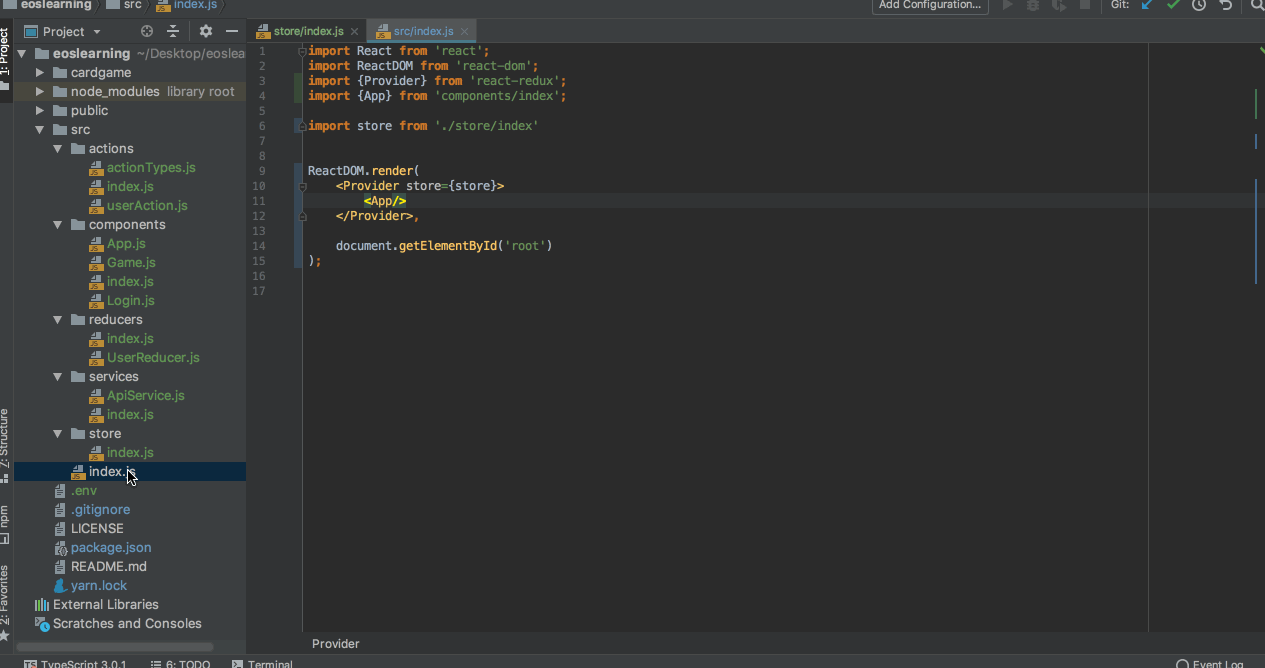 eoslearning src index.js Add Configuration... Git:
Project store/index.js src/index.js
1: Project
eoslearning ~/Desktop/eoslea
cardgame
node_modules library root
public
src
actions
actionTypes.js
index.js
userAction.js
components
App.js
Game.js
index.js
Login.js
reducers
index.js
UserReducer.js
services
ApiService.js
index.js
store
index.js
index.js
.env
.gitignore
LICENSE
package.json
README.md
yarn.lock
External Libraries
Scratches and Consoles
7: Structure
npm
2: Favorites
1 import React from 'react';
2 import ReactDOM from 'react-dom';
3 import {Provider} from 'react-redux';
4 import {App} from 'components/index';
5
6 import store from './store/index'
7
8
9 ReactDOM.render(
10 <Provider store={store}>
11 <App/>
12 </Provider>,
13
14 document.getElementById('root')
15 );
16
17
Provider
TypeScript 3.0.1 6: TODO Terminal Event Log